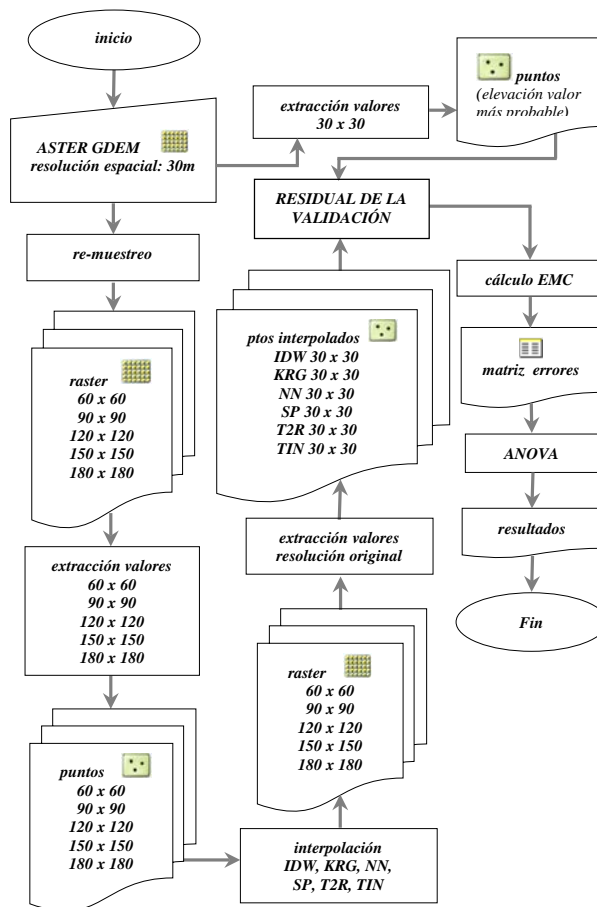 inicio
ASTER GDEM
resolución espacial: 30m
extracción valores
30 x 30
puntos
(elevación valor
más probable)
re-muestreo
raster
60 x 60
90 x 90
120 x 120
150 x 150
180 x 180
extracción valores
60 x 60
90 x 90
120 x 120
150 x 150
180 x 180
puntos
60 x 60
90 x 90
120 x 120
150 x 150
180 x 180
interpolación
IDW, KRG, NN,
SP, T2R, TIN
raster
60 x 60
90 x 90
120 x 120
150 x 150
180 x 180
extracción valores
resolución original
ptos interpolados
IDW 30 x 30
KRG 30 x 30
NN 30 x 30
SP 30 x 30
T2R 30 x 30
TIN 30 x 30
RESIDUAL DE LA
VALIDACIÓN
cálculo EMC
matriz errores
ANOVA
resultados
Fin